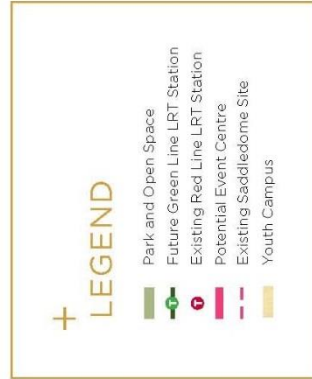 +
LEGEND
Park and Open Space
T Future Green Line LRT Station
T Existing Red Line LRT Station
Potential Event Centre
Existing Saddledome Site
Youth Campus